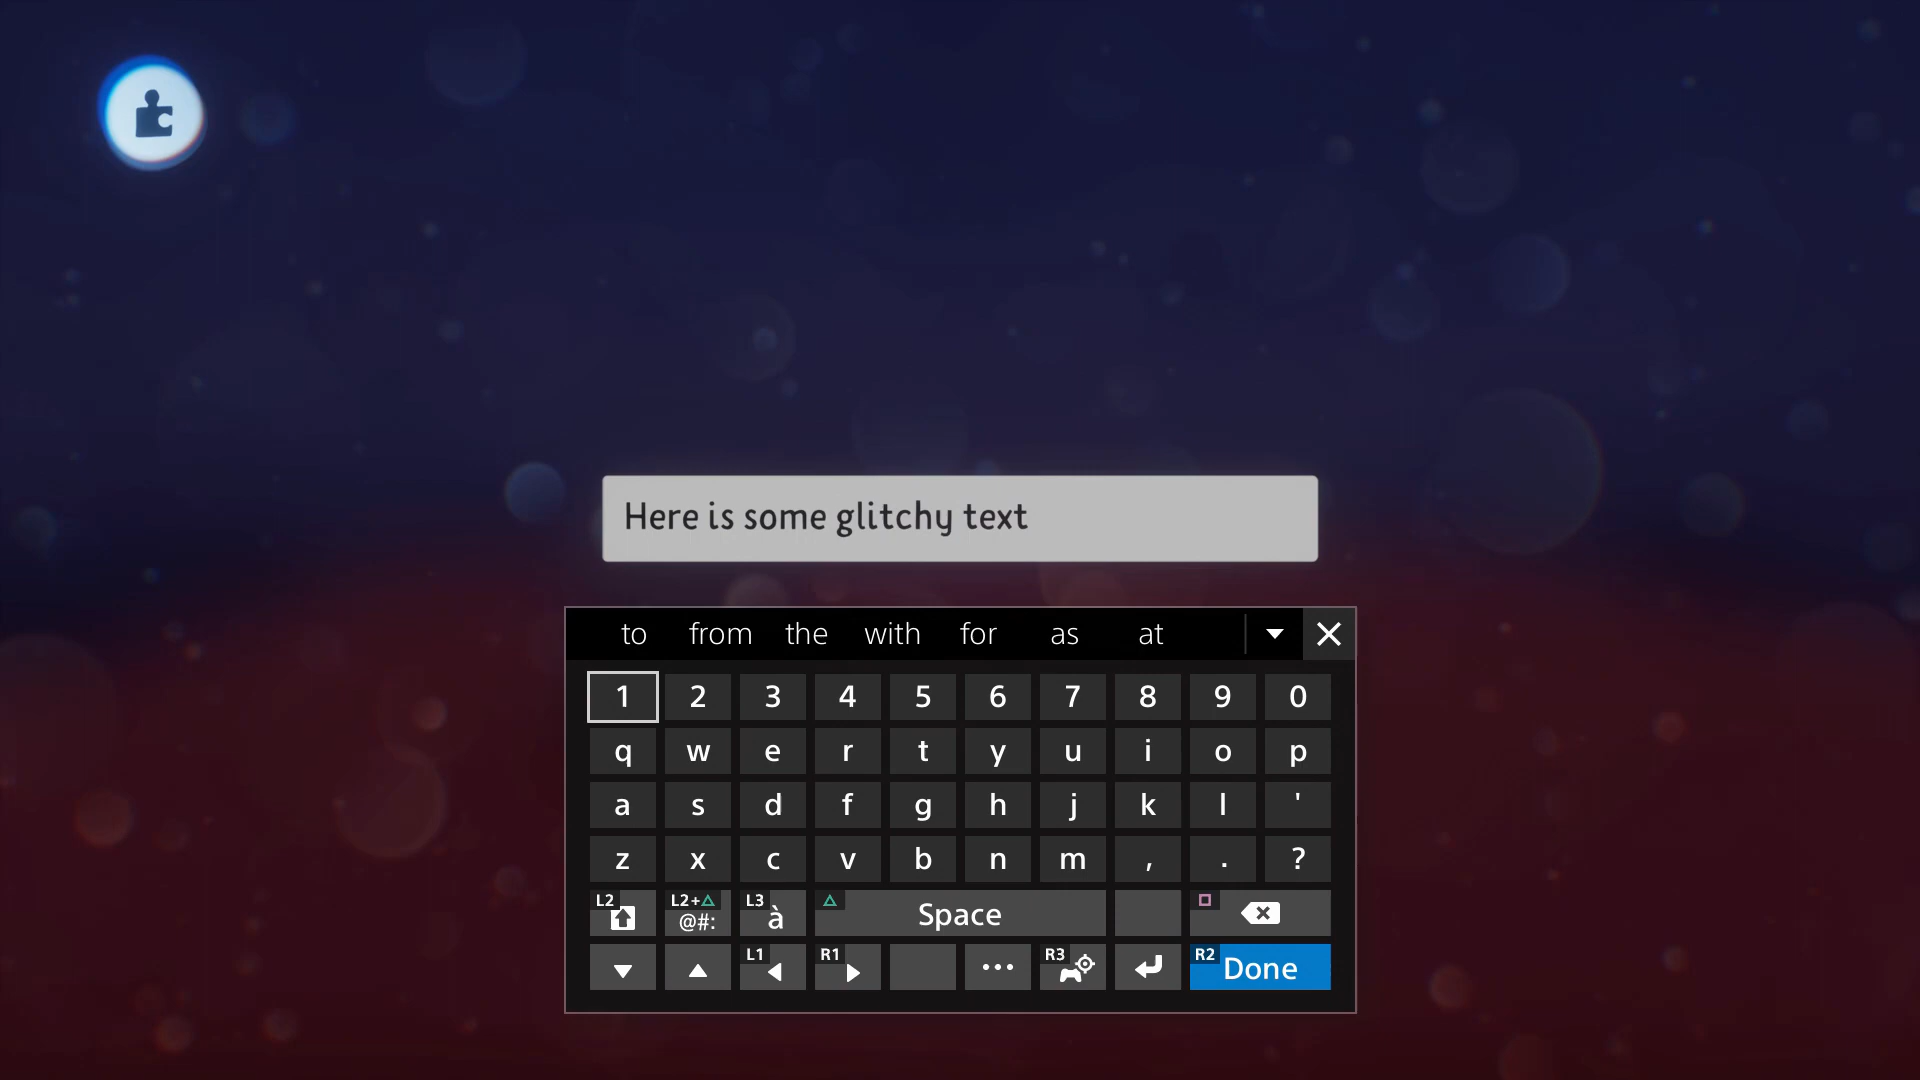 Here is some glitchy text
to from the with for as at
1 2 3 4 5 6 7 8 9 0
q w e r t y u i o p
a s d f g h j k l '
z x c v b n m , . ?
L2 L2+△ @#: L3 à △ Space □
L1 R1 ... R3 R2 Done